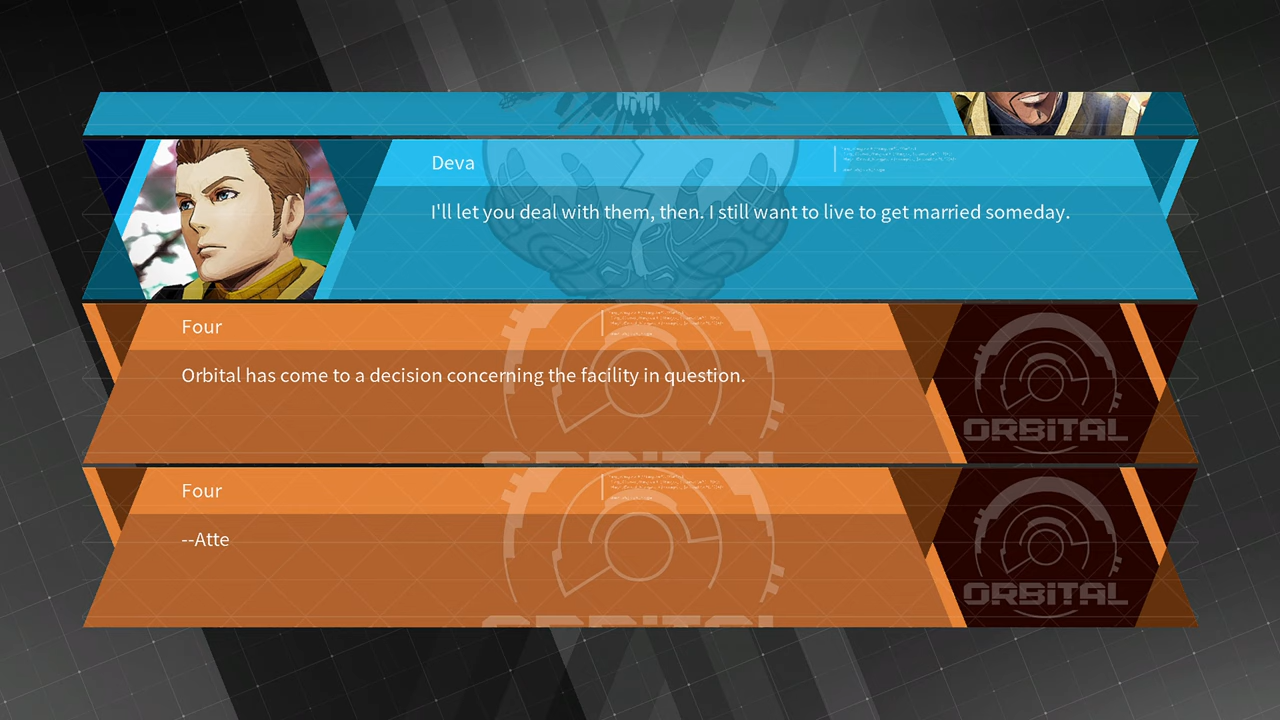 Deva
I'll let you deal with them, then. I still want to live to get married someday.
Four
Orbital has come to a decision concerning the facility in question.
ORBITAL
Four
--Atte
ORBITAL